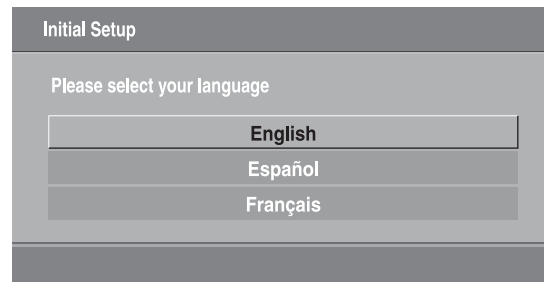 Initial Setup
Please select your language
English
Español
Français